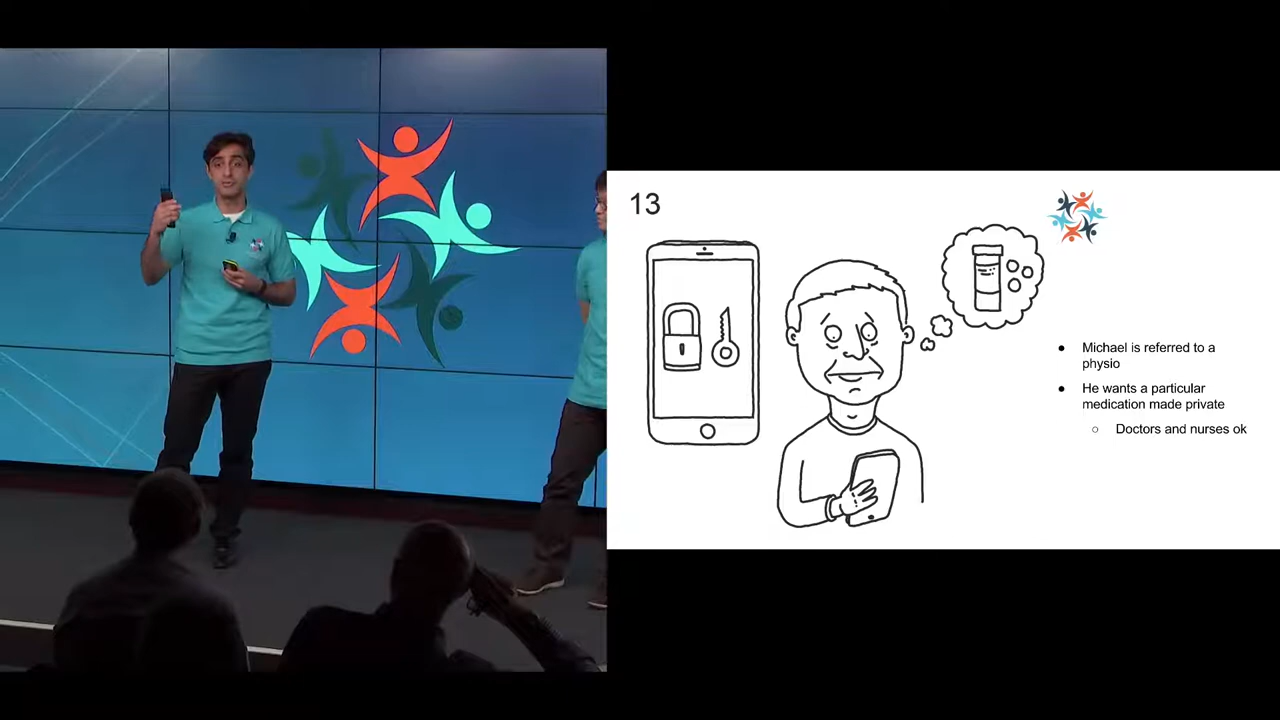 13
● Michael is referred to a
physio
● He wants a particular
medication made private
○ Doctors and nurses ok